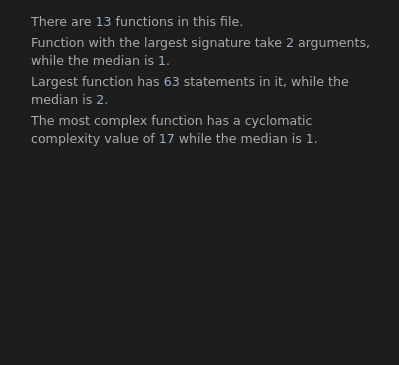 There are 13 functions in this file.
Function with the largest signature take 2 arguments,
while the median is 1.
Largest function has 63 statements in it, while the
median is 2.
The most complex function has a cyclomatic
complexity value of 17 while the median is 1.